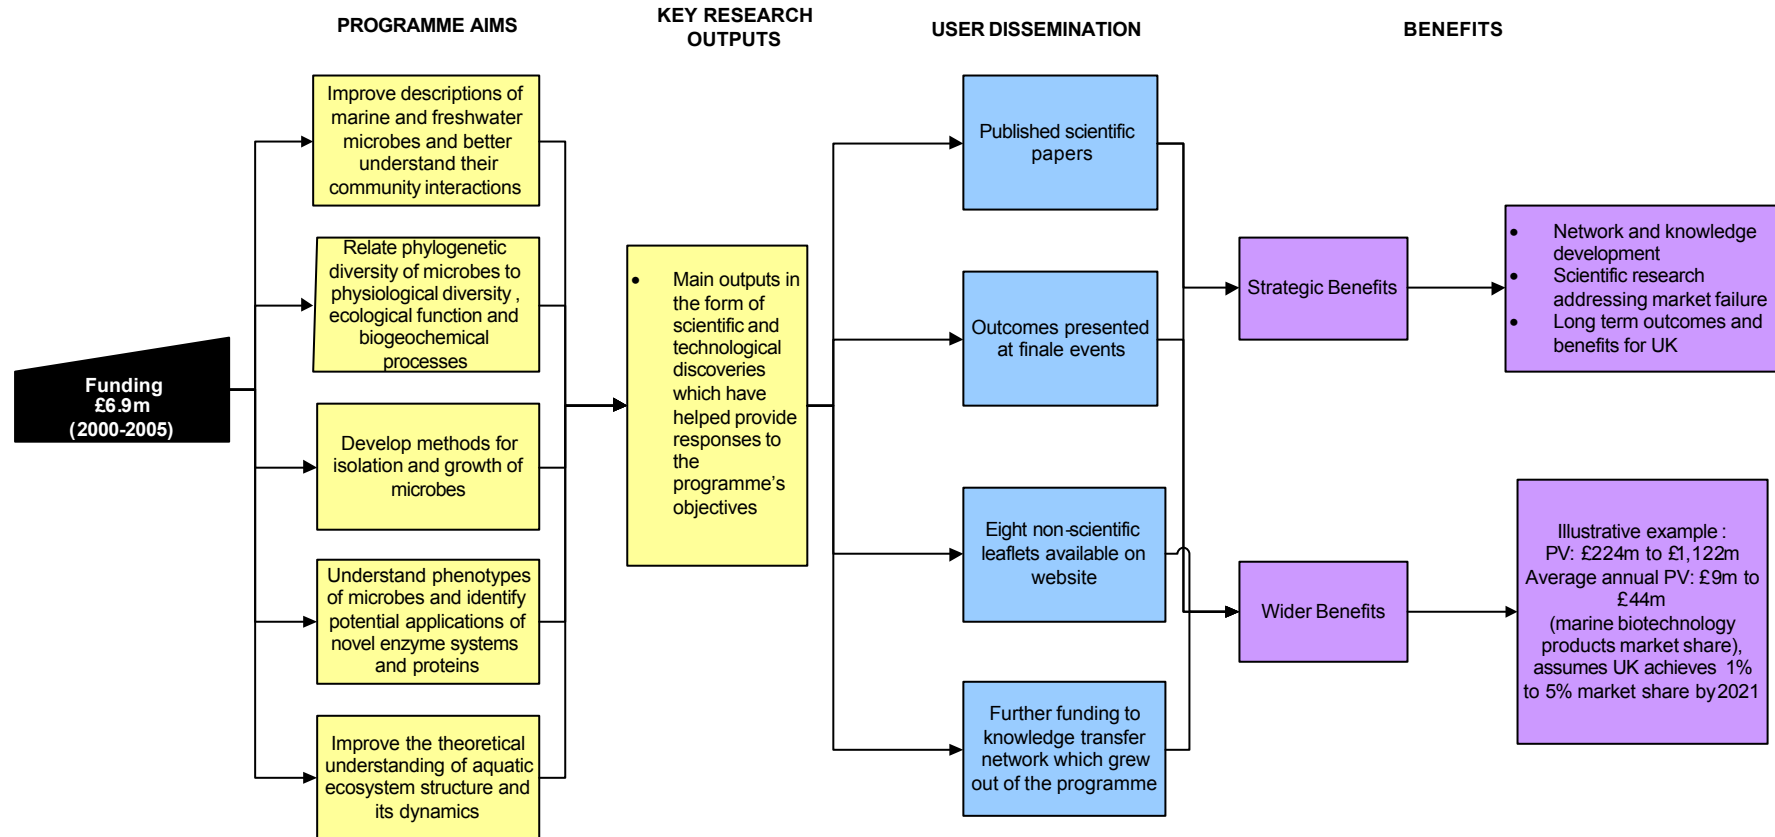 PROGRAMME AIMS
KEY RESEARCH
OUTPUTS
USER DISSEMINATION
BENEFITS
Funding
£6.9m
(2000-2005)
Improve descriptions of
marine and freshwater
microbes and better
understand their
community interactions
Relate phylogenetic
diversity of microbes to
physiological diversity ,
ecological function and
biogeochemical
processes
Develop methods for
isolation and growth of
microbes
Understand phenotypes
of microbes and identify
potential applications of
novel enzyme systems
and proteins
Improve the theoretical
understanding of aquatic
ecosystem structure and
its dynamics
• Main outputs in
the form of
scientific and
technological
discoveries
which have
helped provide
responses to
the
programme’s
objectives
Published scientific
papers
Outcomes presented
at finale events
Eight non-scientific
leaflets available on
website
Further funding to
knowledge transfer
network which grew
out of the programme
Strategic Benefits
Wider Benefits
• Network and knowledge
development
• Scientific research
addressing market failure
• Long term outcomes and
benefits for UK
Illustrative example :
PV: £224m to £1,122m
Average annual PV: £9m to
£44m
(marine biotechnology
products market share),
assumes UK achieves 1%
to 5% market share by 2021